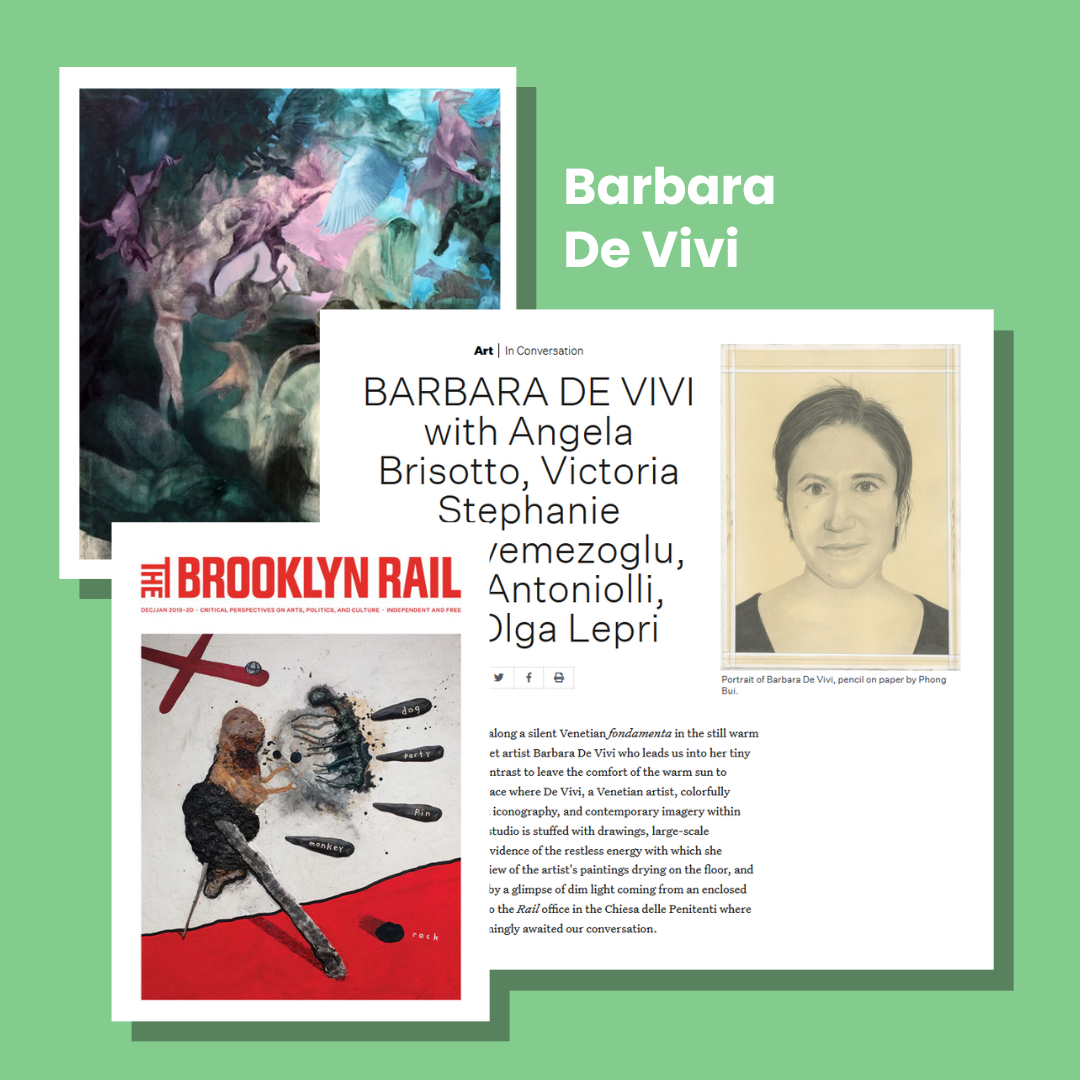 Barbara
De Vivi
Art | In Conversation
BARBARA DE VIVI
with Angela
Brisotto, Victoria
Stephanie
vemezoglu,
Antoniolli,
Olga Lepri
Portrait of Barbara De Vivi, pencil on paper by Phong
Bui.
along a silent Venetian fondamenta in the still warm
et artist Barbara De Vivi who leads us into her tiny
ntrast to leave the comfort of the warm sun to
ace where De Vivi, a Venetian artist, colorfully
iconography, and contemporary imagery within
studio is stuffed with drawings, large-scale
vidence of the restless energy with which she
iew of the artist's paintings drying on the floor, and
by a glimpse of dim light coming from an enclosed
o the Rail office in the Chiesa delle Penitenti where
mingly awaited our conversation.
THE BROOKLYN RAIL
DEC/JAN 2019–20 · CRITICAL PERSPECTIVES ON ARTS, POLITICS, AND CULTURE · INDEPENDENT AND FREE
dog
party
pin
monkey
rock